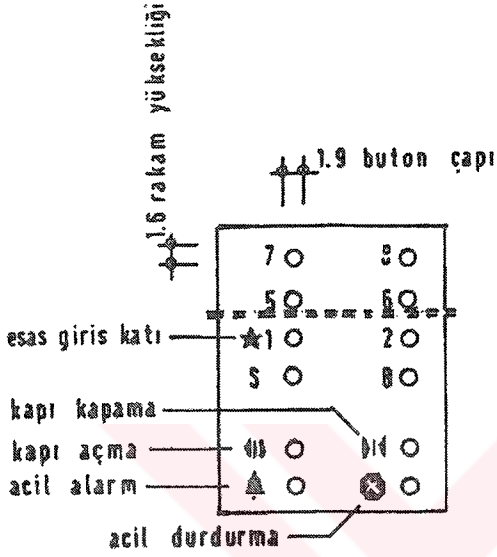 1.6 rakam yüksekliği
1.9 buton çapı
7 8
5 6
esas giris katı 1 2
S B
kapı kapama
kapı açma
acil alarm
acil durdurma